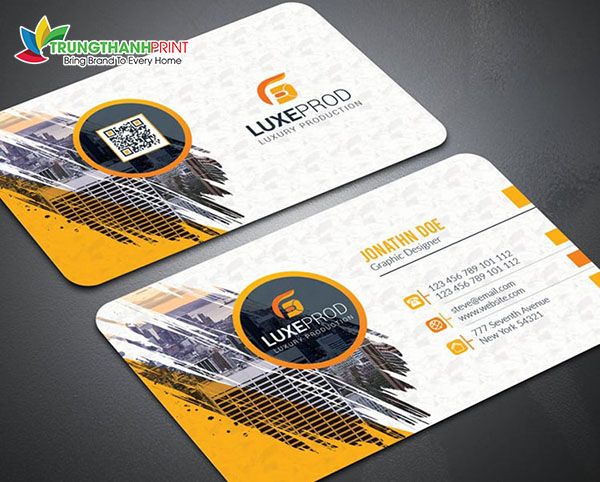 TRUNGTHANHPRINT
Bring Brand To Every Home
LUXEPROD
LUXURY PRODUCTION
JONATHN DOE
Graphic Designer
123 456 789 101 112
123 456 789 101 112
steve@email.com
www.website.com
777 Seventh Avenue
New York 54321
LUXEPROD
LUXURY PRODUCTION